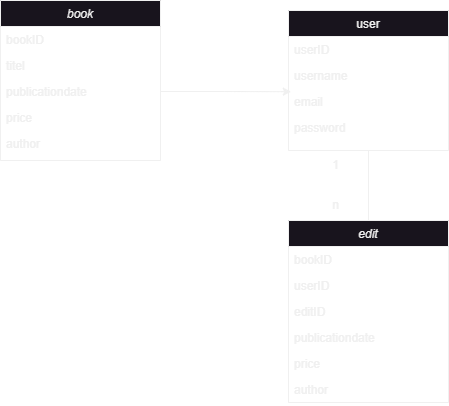 book
bookID
titel
publicationdate
price
author
user
userID
username
email
password
1
n
edit
bookID
userID
editID
publicationdate
price
author